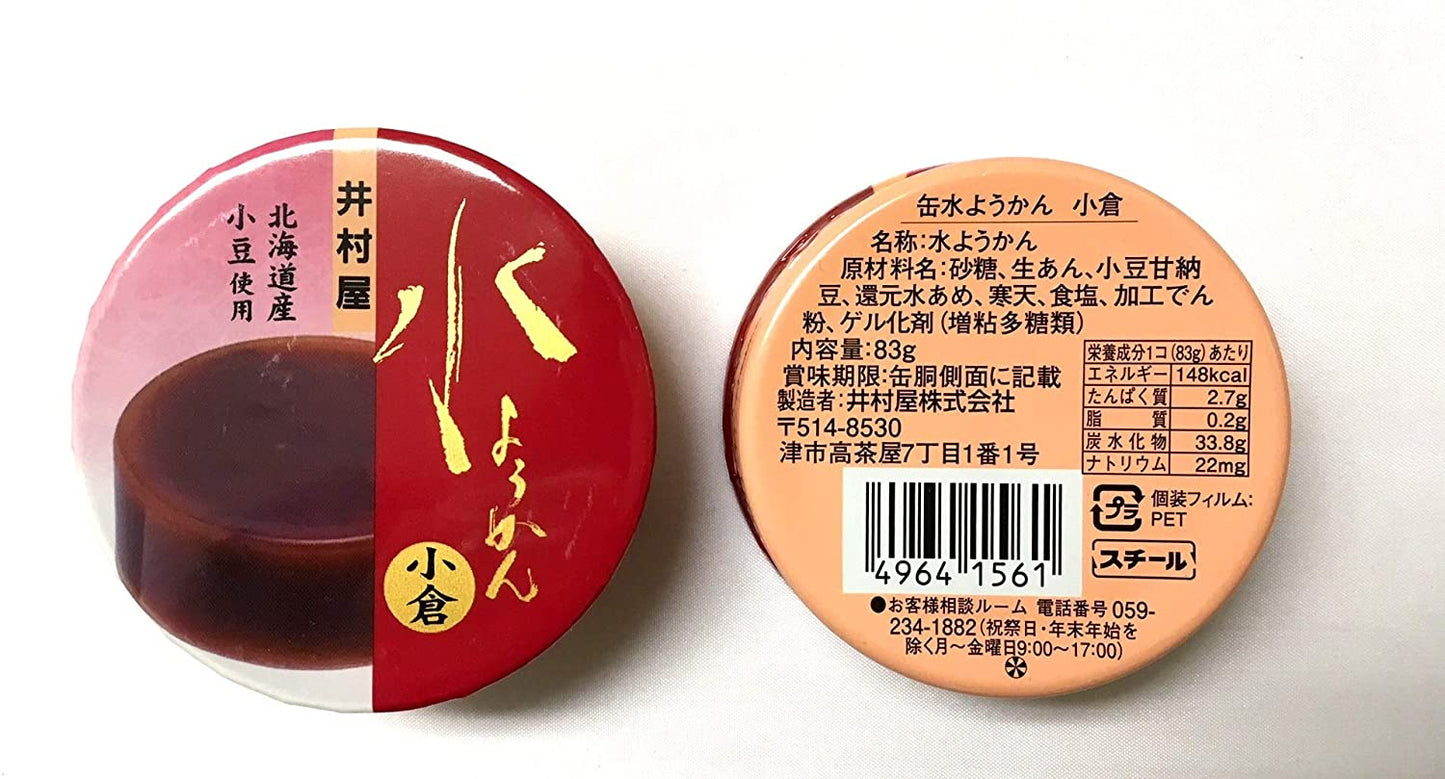 井村屋
北海道産
小豆使用
水ようかん
小倉
缶水ようかん 小倉
名称:水ようかん
原材料名:砂糖、生あん、小豆甘納
豆、還元水あめ、寒天、食塩、加工でん
粉、ゲル化剤(増粘多糖類)
内容量:83g
賞味期限:缶胴側面に記載
製造者:井村屋株式会社
〒514-8530
津市高茶屋7丁目1番1号
栄養成分1コ(83g)あたり
エネルギー 148kcal
たんぱく質 2.7g
脂質 0.2g
炭水化物 33.8g
ナトリウム 22mg
プラ
個装フィルム:
PET
スチール
4964 1561
●お客様相談ルーム 電話番号 059-
234-1882(祝祭日・年末年始を
除く月〜金曜日9:00〜17:00)